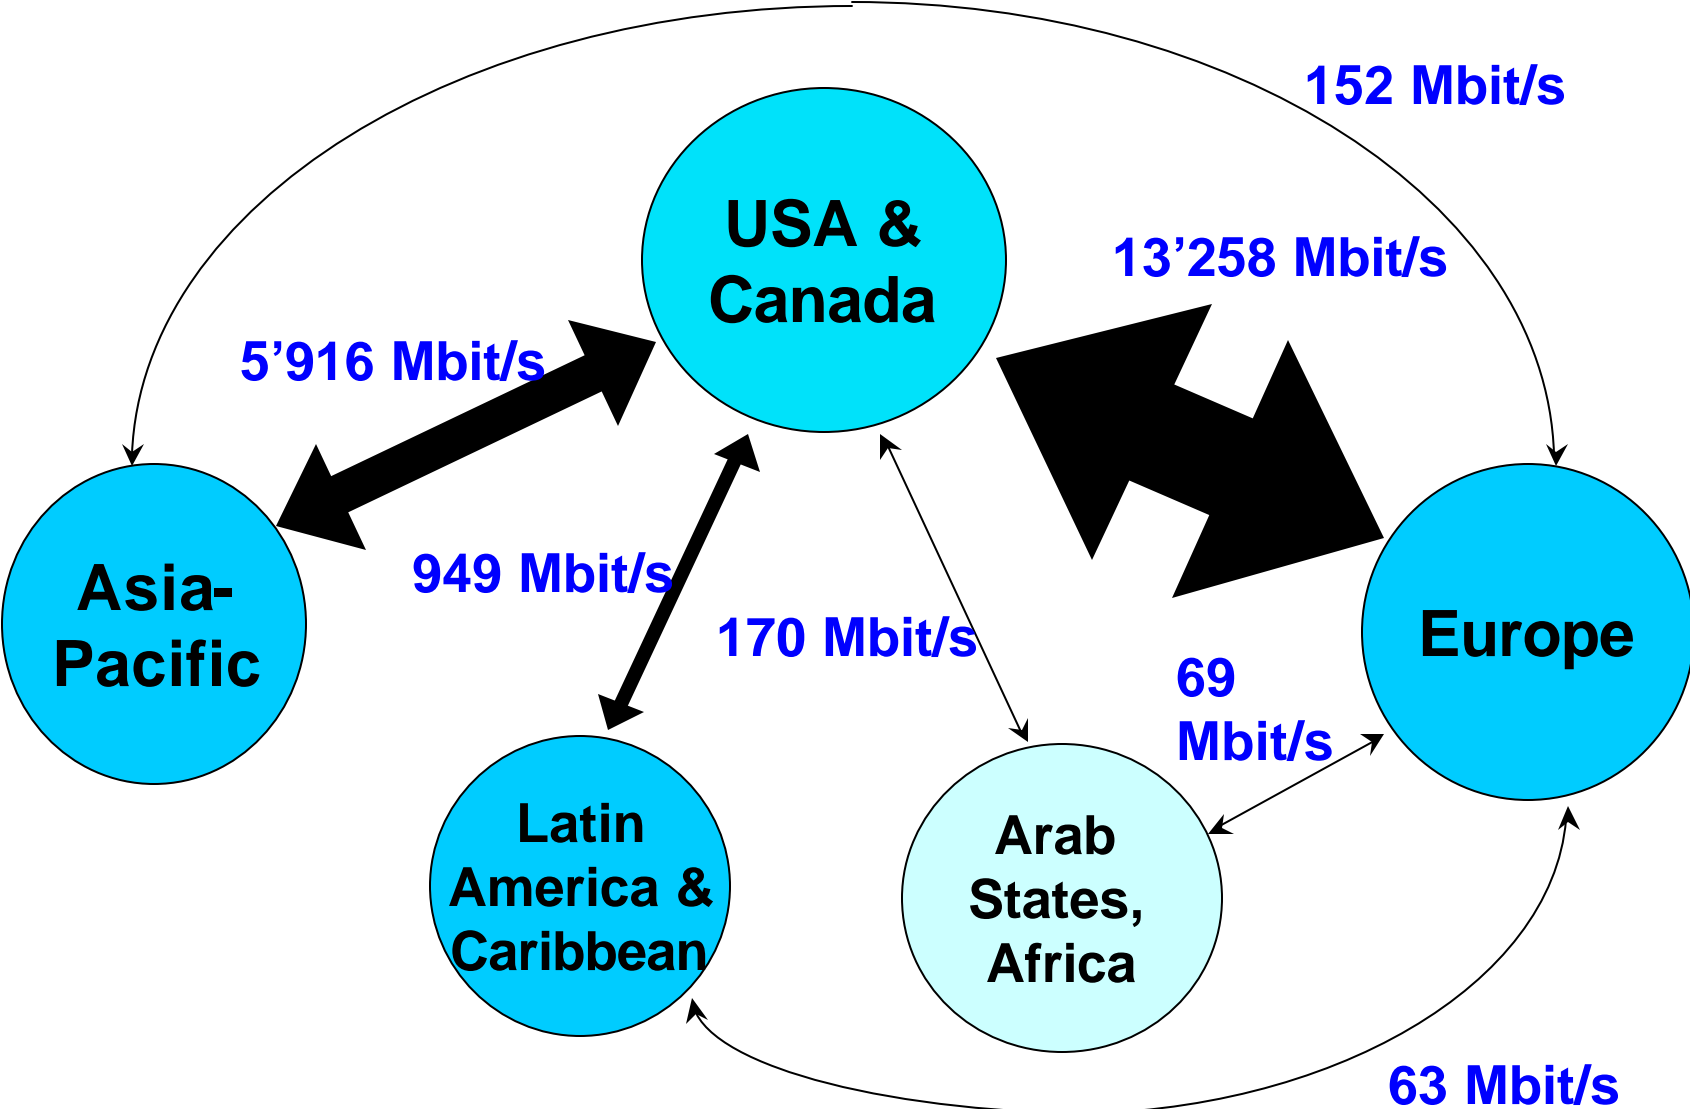 152 Mbit/s
USA &
Canada
13’258 Mbit/s
5’916 Mbit/s
949 Mbit/s
Asia-
Pacific
170 Mbit/s
Europe
69
Mbit/s
Latin
America &
Caribbean
Arab
States,
Africa
63 Mbit/s